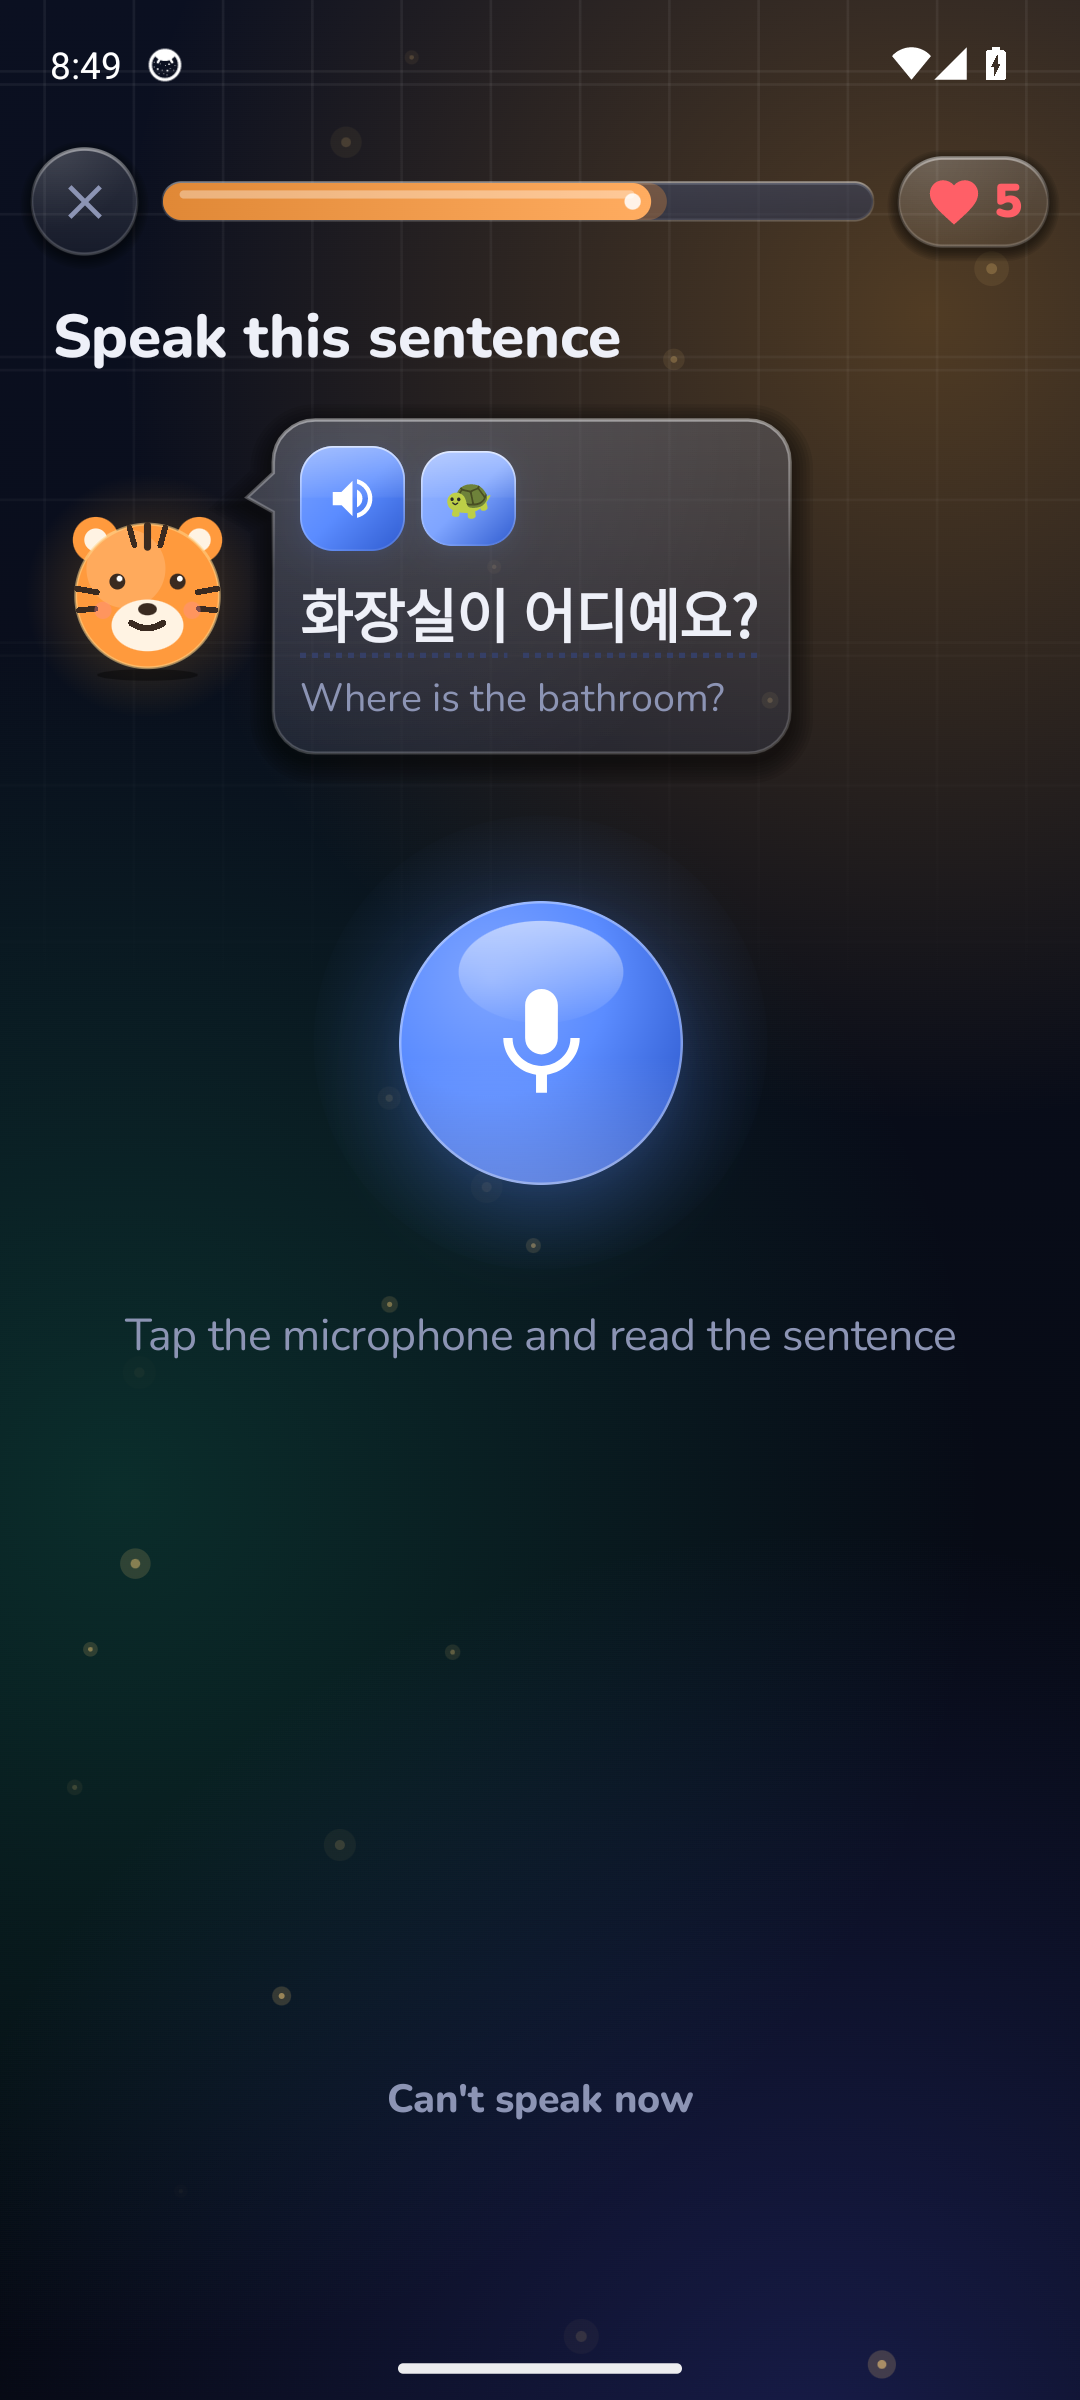 8:49
5
Speak this sentence
화장실이 어디예요?
Where is the bathroom?
Tap the microphone and read the sentence
Can't speak now